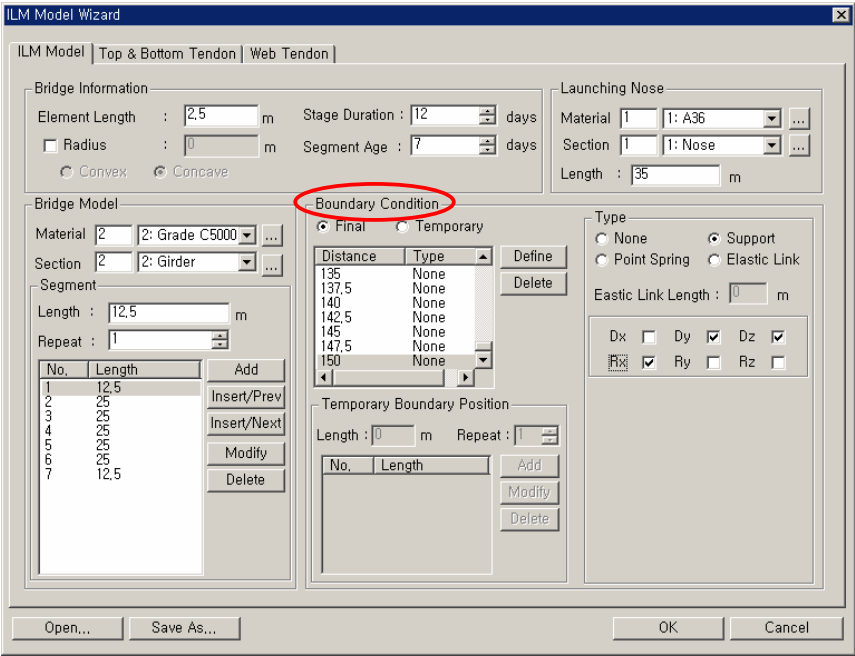 ILM Model Wizard
ILM Model Top & Bottom Tendon Web Tendon
Bridge Information
Element Length : 2,5 m
Radius : 0 m
Convex Concave
Stage Duration : 12 days
Segment Age : 7 days
Launching Nose
Material 1 1: A36 ...
Section 1 1: Nose ...
Length : 35 m
Bridge Model
Material 2 2: Grade C5000 ...
Section 2 2: Girder ...
Segment
Length : 12,5 m
Repeat : 1
No, Length
1 12,5
2 25
3 25
4 25
5 25
6 25
7 12,5
Add
Insert/Prev
Insert/Next
Modify
Delete
Boundary Condition
Final Temporary
Distance Type
135 None
137,5 None
140 None
142,5 None
145 None
147,5 None
150 None
Define
Delete
Temporary Boundary Position
Length : 0 m Repeat : 1
No, Length
Add
Modify
Delete
Type
None Support
Point Spring Elastic Link
Eastic Link Length : 0 m
Dx Dy Dz
Rx Ry Rz
Open,,, Save As,,, OK Cancel